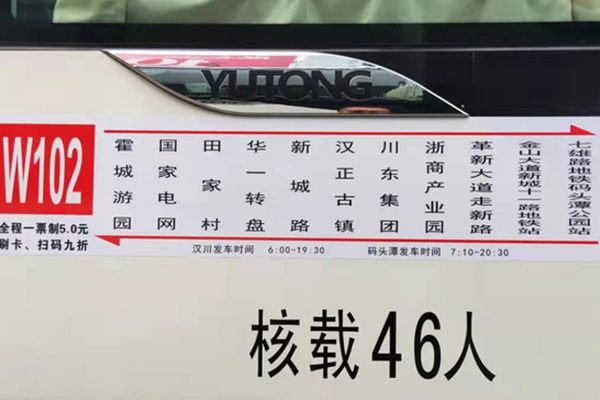 YUTONG
W102
全程一票制5.0元
刷卡、扫码九折
霍城游园
国家电网
田家村
华一转盘
新城路
汉正古镇
川东集团
浙商产业园
革新大道走新路
金山大道新城十一路地铁站
七雄路地铁码头潭公园站
汉川发车时间 6:00-19:30 码头潭发车时间 7:10-20:30
核载46人